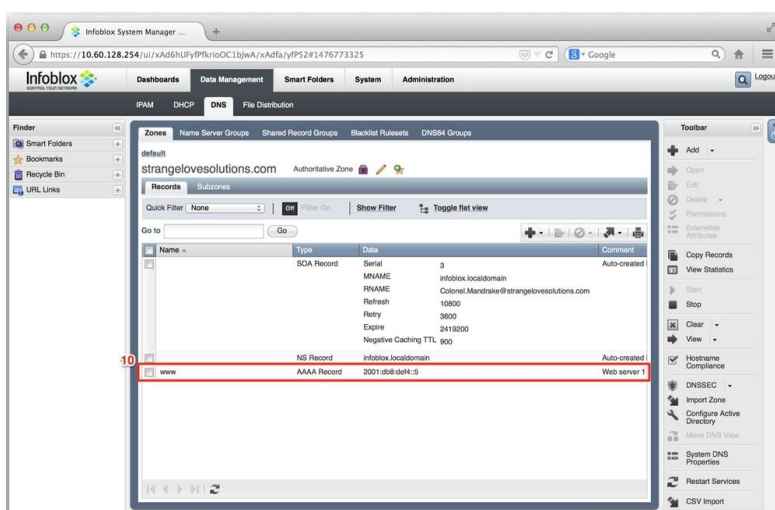 Infoblox System Manager ...
https://10.60.128.254/ui/xAd6hUFyfPfkrioOC1bjwA/xAdfa/yfP52#1476773325
Google
Infoblox
CONTROL YOUR NETWORK
Dashboards Data Management Smart Folders System Administration
Logou
IPAM DHCP DNS File Distribution
Finder
Smart Folders
Bookmarks
Recycle Bin
URL Links
Zones Name Server Groups Shared Record Groups Blacklist Rulesets DNS64 Groups
default
strangelovesolutions.com Authoritative Zone
Records Subzones
Quick Filter None Off Filter On Show Filter Toggle flat view
Go to Go
Name Type Data Comment
SOA Record Serial 3 Auto-created
MNAME infoblox.localdomain
RNAME Colonel.Mandrake@strangelovesolutions.com
Refresh 10800
Retry 3600
Expire 2419200
Negative Caching TTL 900
NS Record infoblox.localdomain Auto-created
10
www AAAA Record 2001:db8:def4::5 Web server 1
Toolbar
Add
Open
Edit
Delete
Permissions
Extensible
Attributes
Copy Records
View Statistics
Start
Stop
Clear
View
Hostname
Compliance
DNSSEC
Import Zone
Configure Active
Directory
Move DNS View
System DNS
Properties
Restart Services
CSV Import